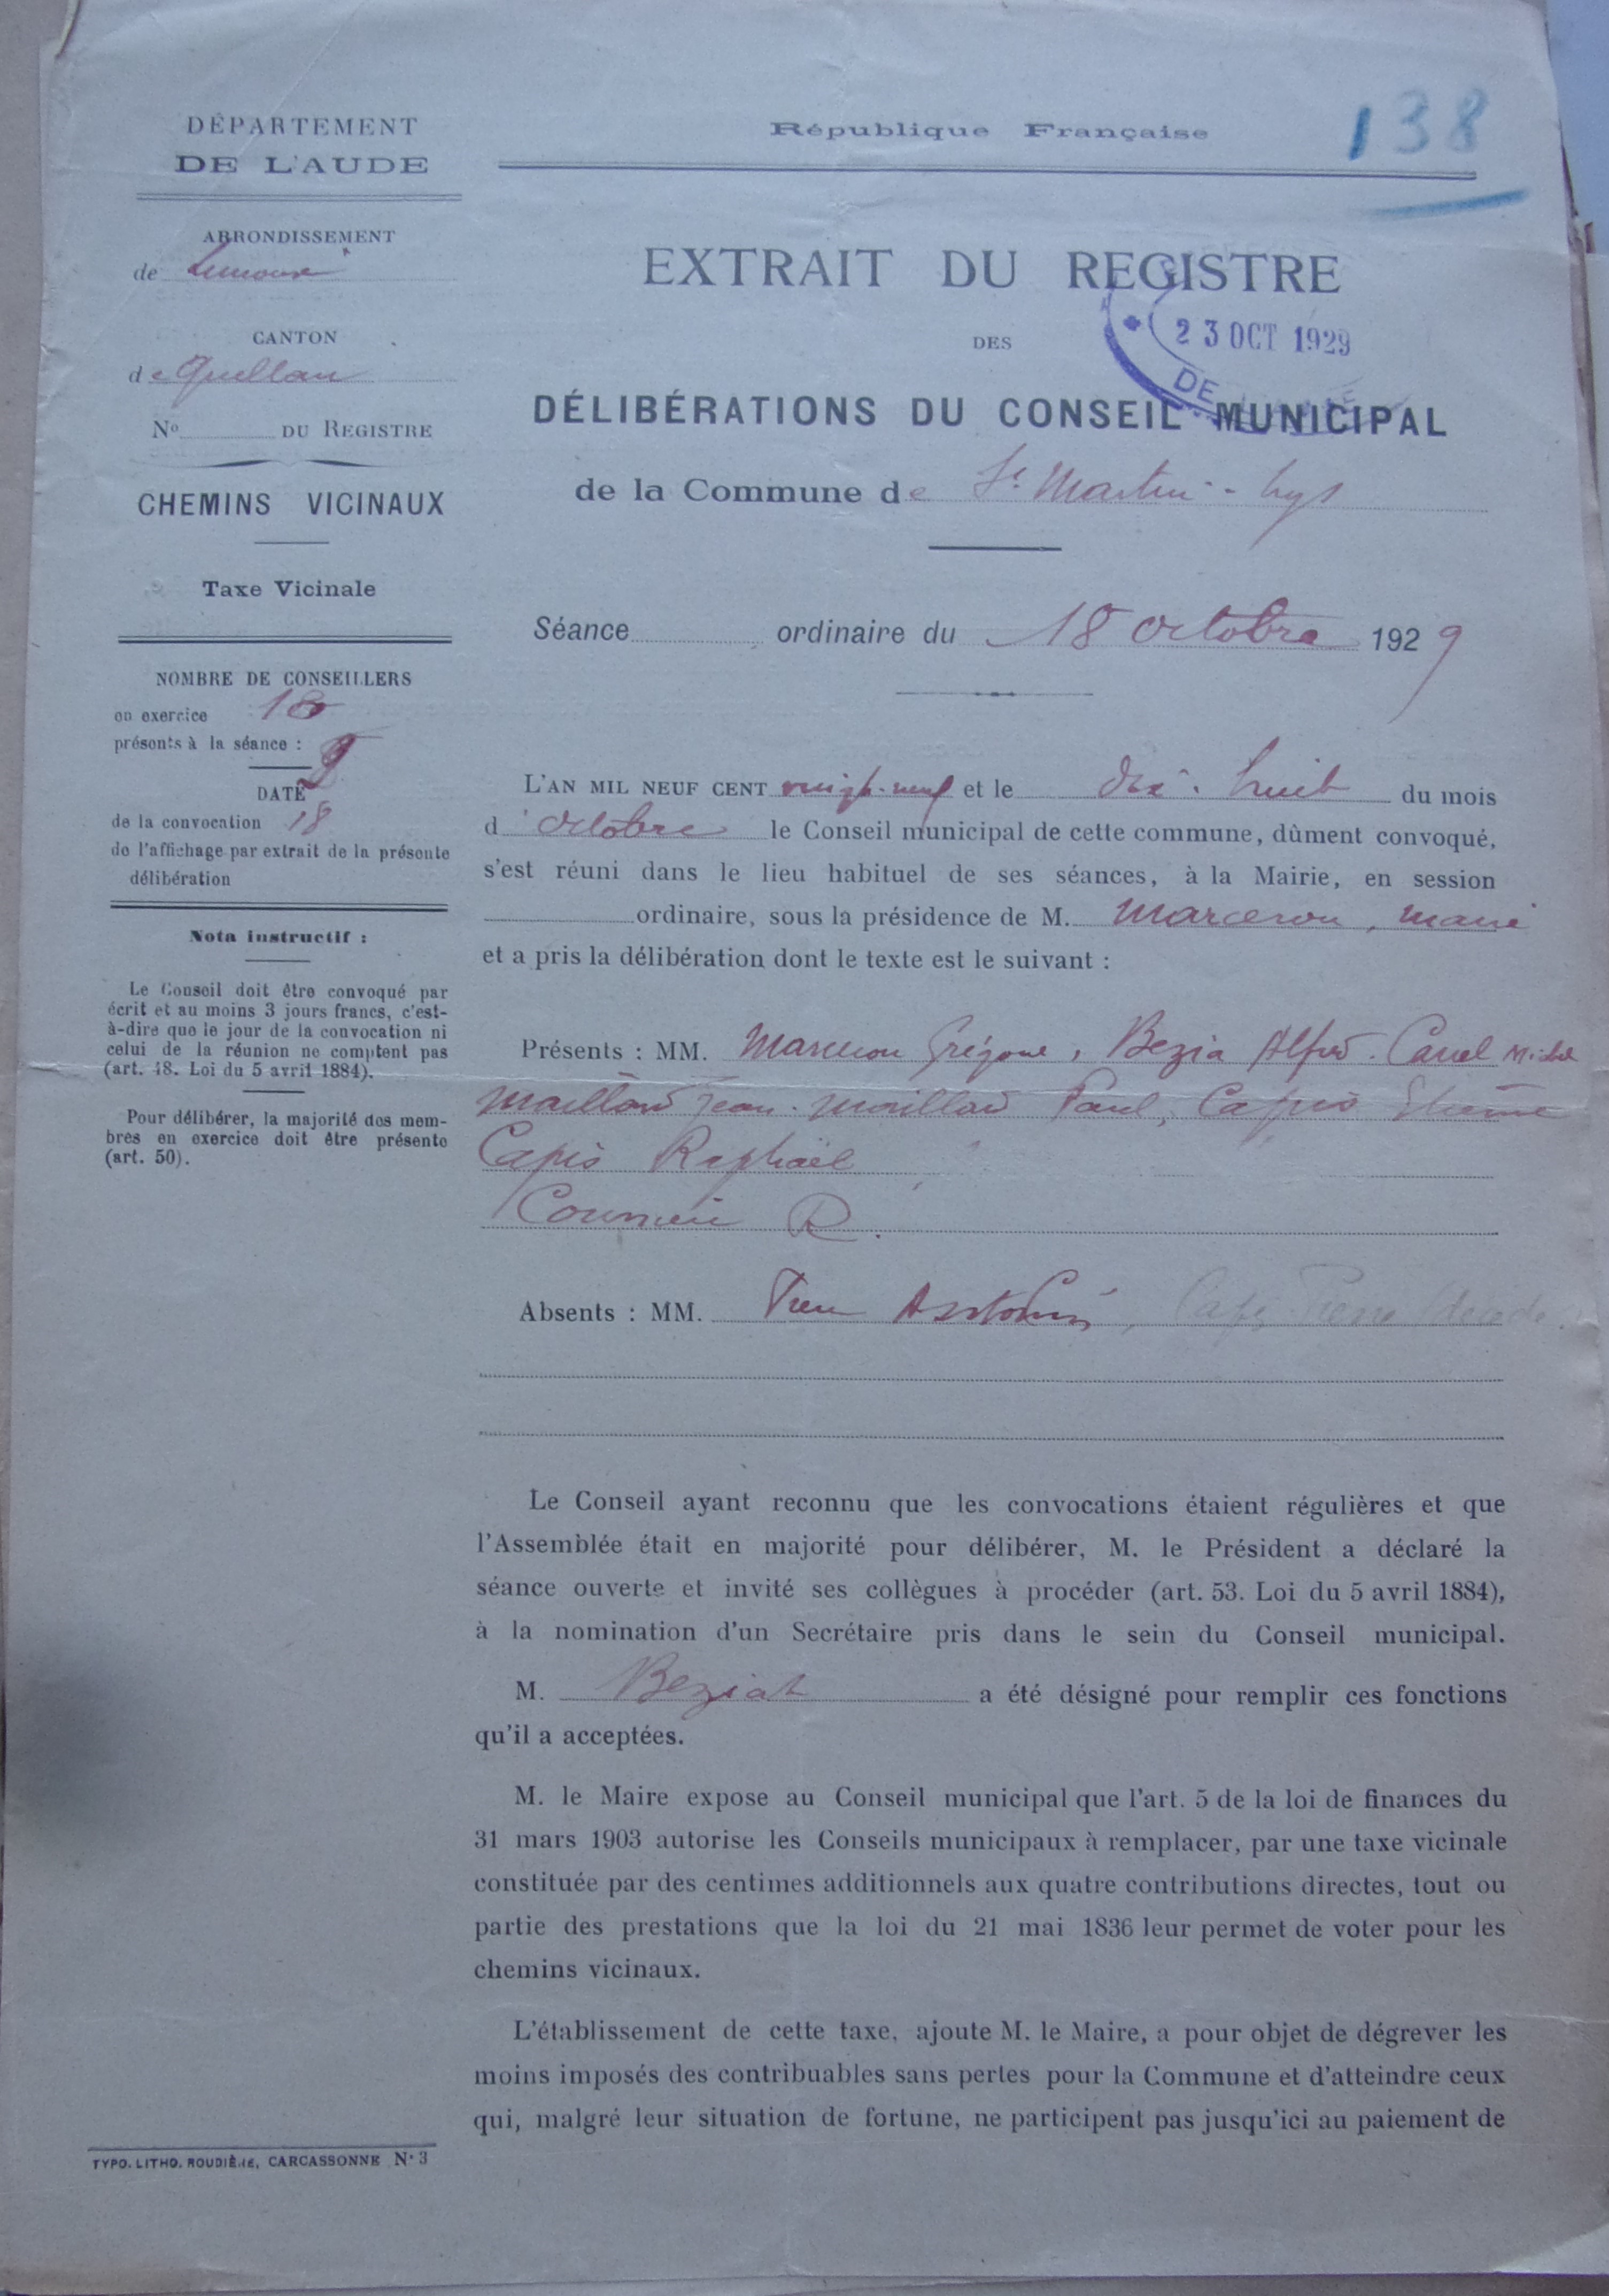 138
DÉPARTEMENT
DE L'AUDE
ARRONDISSEMENT
de Limoux
CANTON
de Quillan
No DU REGISTRE
CHEMINS VICINAUX
Taxe Vicinale
NOMBRE DE CONSEILLERS
en exercice 10
présents à la séance :
DATE
de la convocation 18
de l'affichage par extrait de la présente
délibération
Nota instructif :
Le Conseil doit être convoqué par
écrit et au moins 3 jours francs, c'est-
à-dire que le jour de la convocation ni
celui de la réunion ne comptent pas
(art. 48. Loi du 5 avril 1884).
Pour délibérer, la majorité des mem-
bres en exercice doit être présente
(art. 50).
TYPO. LITHO. ROUDIÈRE, CARCASSONNE N° 3
République Française
EXTRAIT DU REGISTRE
DES
23 OCT 1929
DE
DÉLIBÉRATIONS DU CONSEIL MUNICIPAL
de la Commune de St Martin-Lys
Séance ordinaire du 18 octobre 1929
L'AN MIL NEUF CENT vingt-neuf et le dix-huit du mois
d'octobre le Conseil municipal de cette commune, dûment convoqué,
s'est réuni dans le lieu habituel de ses séances, à la Mairie, en session
ordinaire, sous la présidence de M. Marceron, maire
et a pris la délibération dont le texte est le suivant :
Présents : MM. Marceron Grégoire, Bezia Alfred. Canal Michel
Maillard Jean. Maillard Paul, Capis Etienne
Capis Raphaël
R.
Absents : MM. Antonin, Pierre
Le Conseil ayant reconnu que les convocations étaient régulières et que
l'Assemblée était en majorité pour délibérer, M. le Président a déclaré la
séance ouverte et invité ses collègues à procéder (art. 53. Loi du 5 avril 1884),
à la nomination d'un Secrétaire pris dans le sein du Conseil municipal.
M. Beziat a été désigné pour remplir ces fonctions
qu'il a acceptées.
M. le Maire expose au Conseil municipal que l'art. 5 de la loi de finances du
31 mars 1903 autorise les Conseils municipaux à remplacer, par une taxe vicinale
constituée par des centimes additionnels aux quatre contributions directes, tout ou
partie des prestations que la loi du 21 mai 1836 leur permet de voter pour les
chemins vicinaux.
L'établissement de cette taxe, ajoute M. le Maire, a pour objet de dégrever les
moins imposés des contribuables sans pertes pour la Commune et d'atteindre ceux
qui, malgré leur situation de fortune, ne participent pas jusqu'ici au paiement de